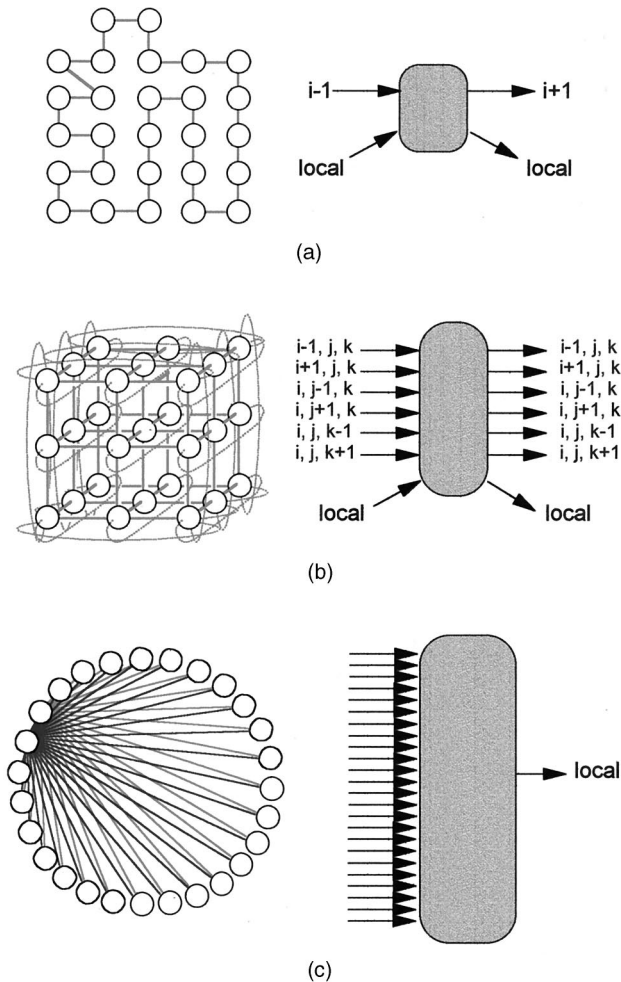 i-1 i+1
local local
(a)
i-1, j, k i-1, j, k
i+1, j, k i+1, j, k
i, j-1, k i, j-1, k
i, j+1, k i, j+1, k
i, j, k-1 i, j, k-1
i, j, k+1 i, j, k+1
local local
(b)
local
(c)